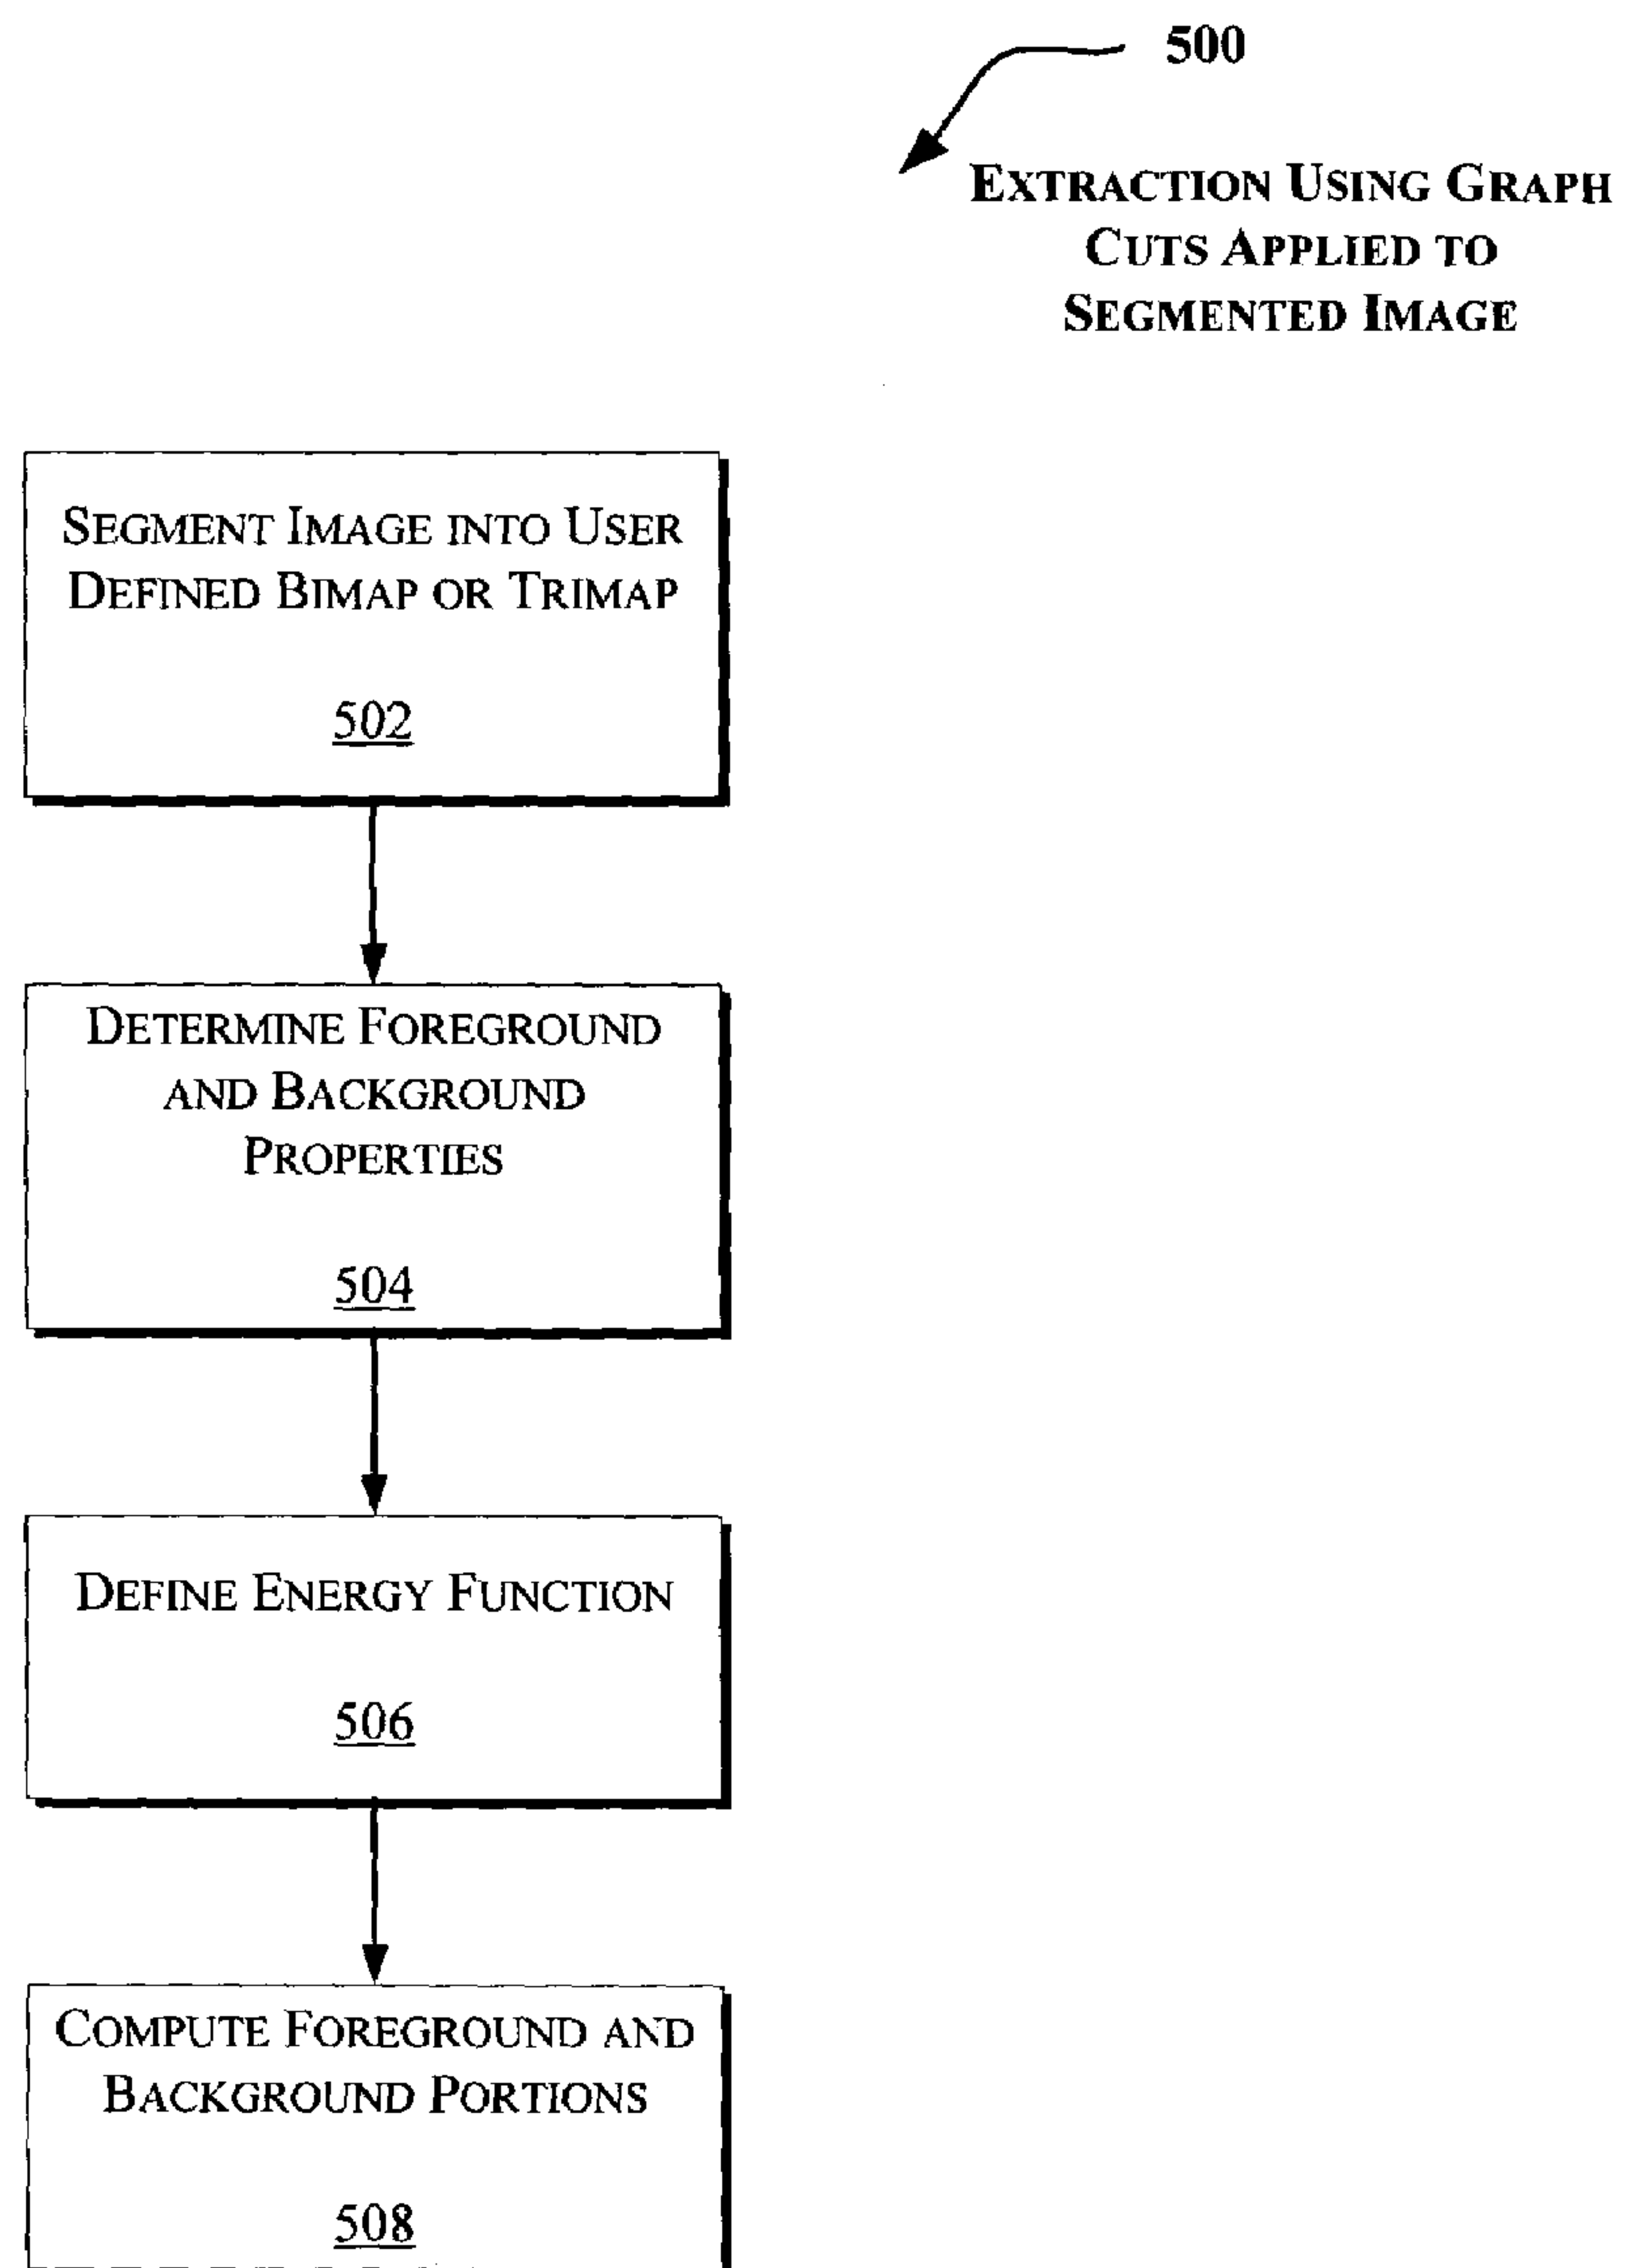 500
EXTRACTION USING GRAPH
CUTS APPLIED TO
SEGMENTED IMAGE
SEGMENT IMAGE INTO USER
DEFINED BIMAP OR TRIMAP
502
DETERMINE FOREGROUND
AND BACKGROUND
PROPERTIES
504
DEFINE ENERGY FUNCTION
506
COMPUTE FOREGROUND AND
BACKGROUND PORTIONS
508